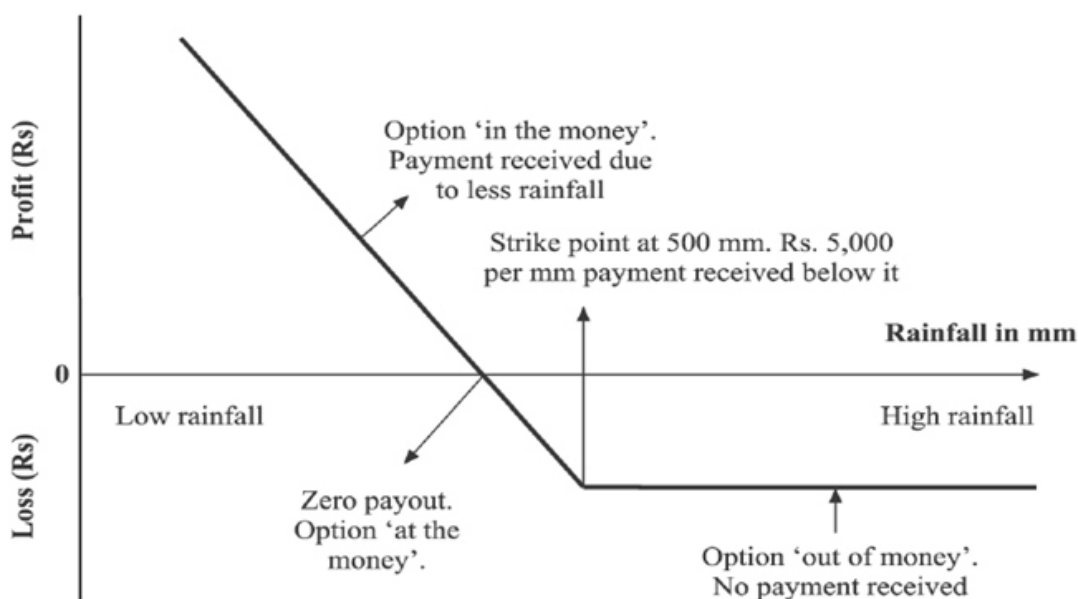 Profit (Rs)
Option ‘in the money’.
Payment received due
to less rainfall
Strike point at 500 mm. Rs. 5,000
per mm payment received below it
Rainfall in mm
0
Low rainfall
High rainfall
Loss (Rs)
Zero payout.
Option ‘at the
money’.
Option ‘out of money’.
No payment received